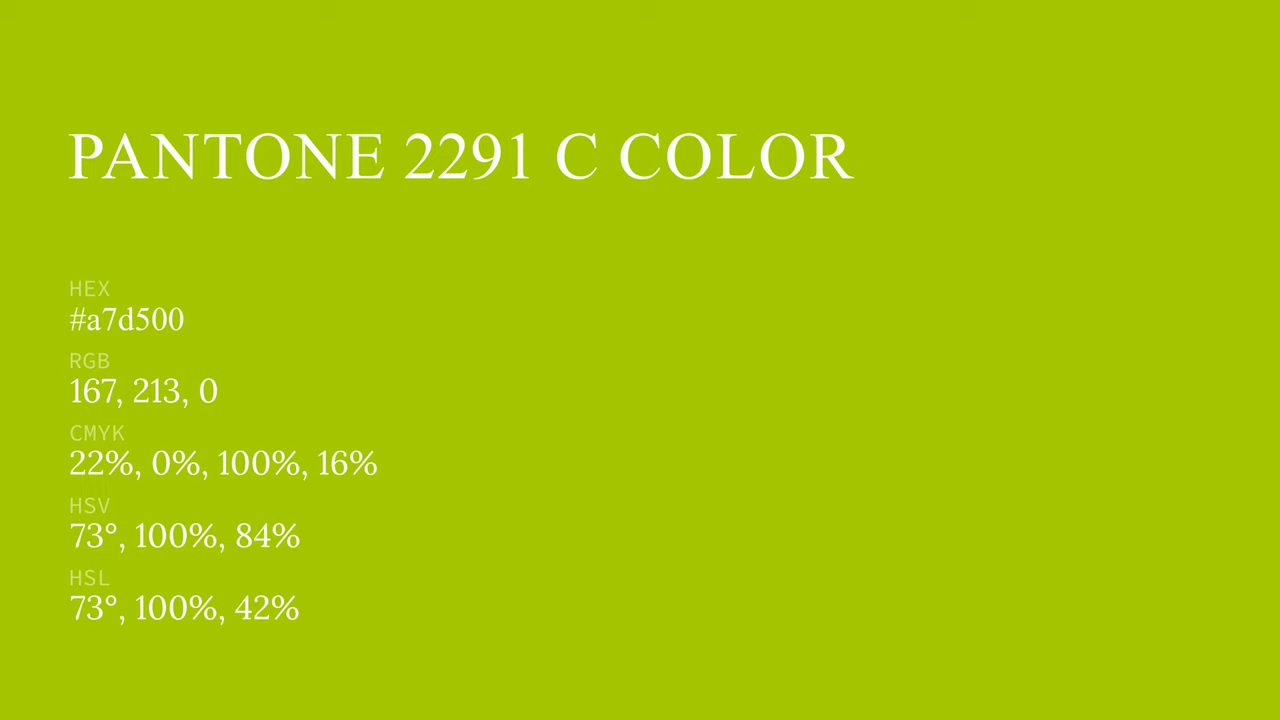 PANTONE 2291 C COLOR
HEX
#a7d500
RGB
167, 213, 0
CMYK
22%, 0%, 100%, 16%
HSV
73°, 100%, 84%
HSL
73°, 100%, 42%